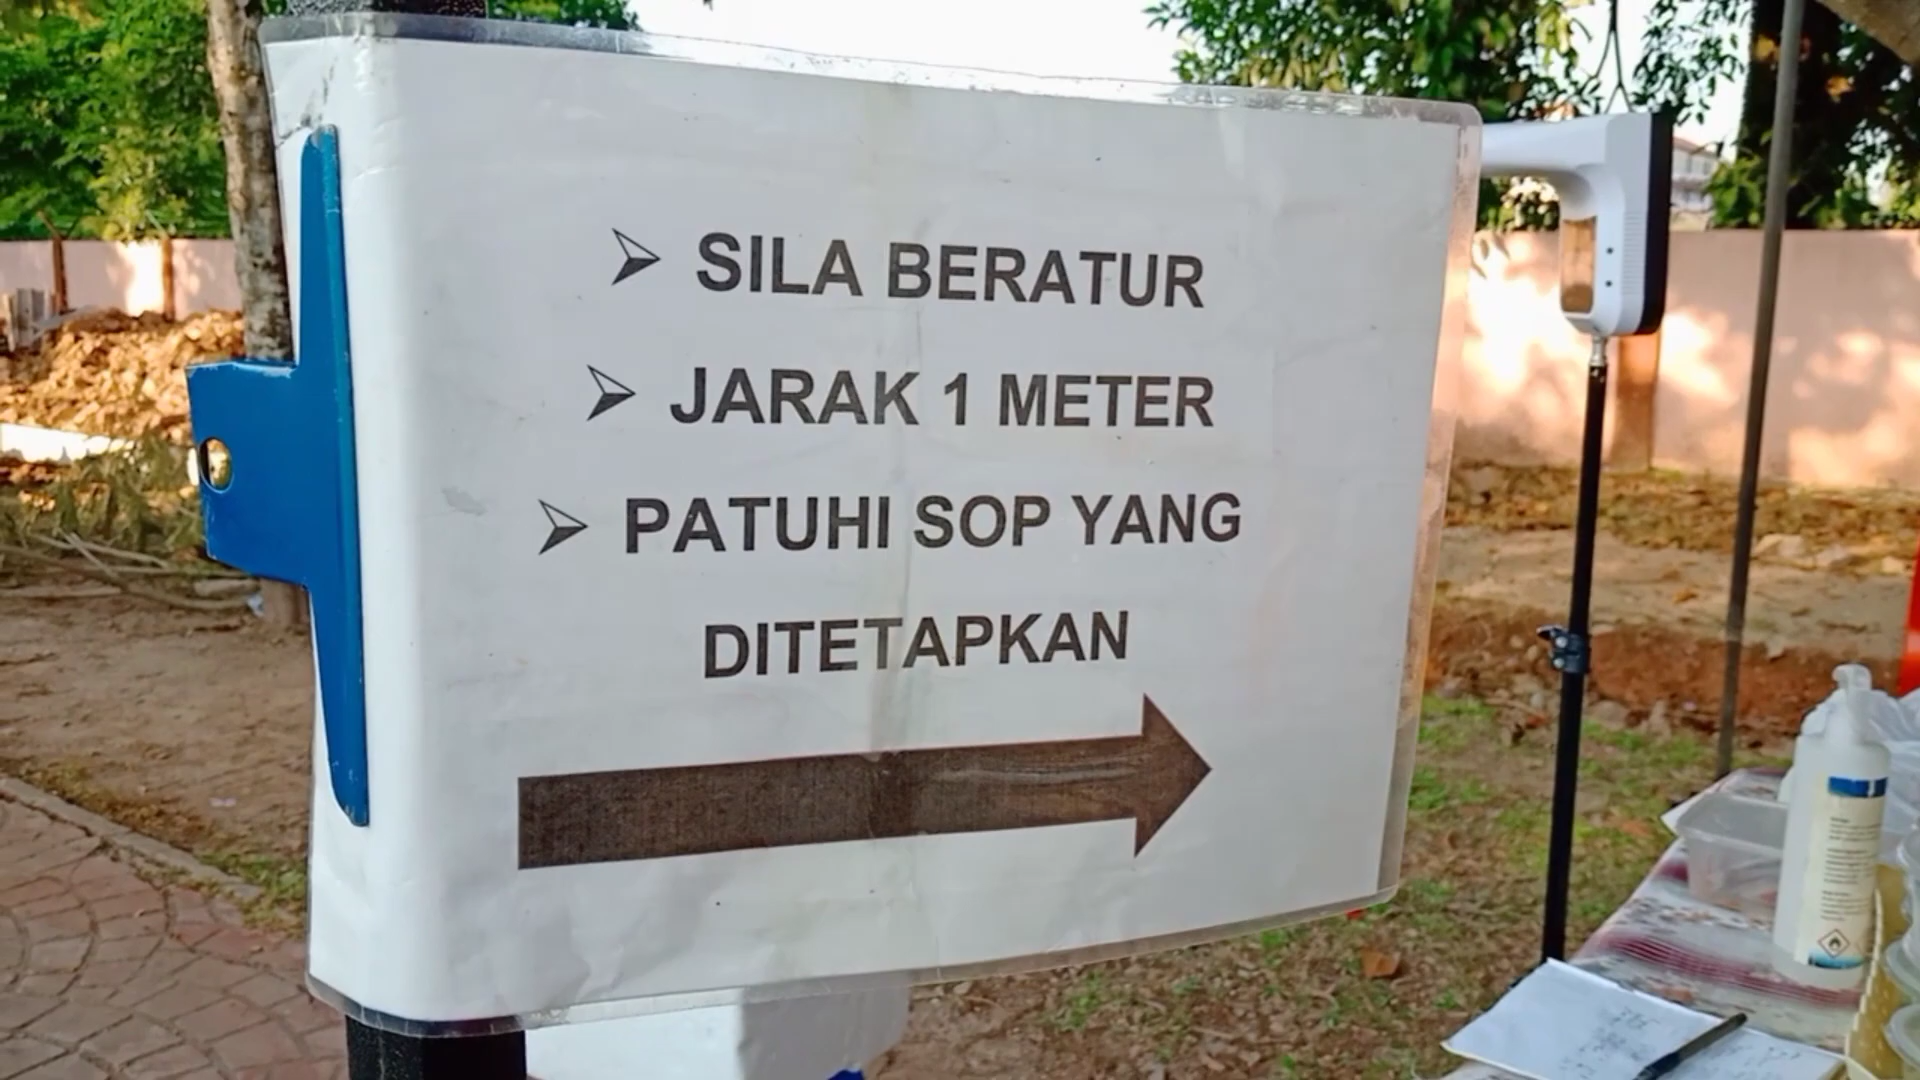 SILA BERATUR
JARAK 1 METER
PATUHI SOP YANG
DITETAPKAN